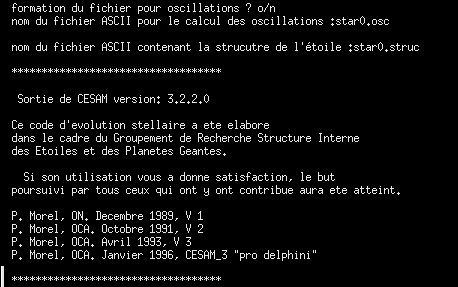 formation du fichier pour oscillations ? o/n
nom du fichier ASCII pour le calcul des oscillations :star0.osc
nom du fichier ASCII contenant la strucutre de l'étoile :star0.struc
***********************************
Sortie de CESAM version: 3.2.2.0
Ce code d'evolution stellaire a ete elabore
dans le cadre du Groupement de Recherche Structure Interne
des Etoiles et des Planetes Geantes.
Si son utilisation vous a donne satisfaction, le but
poursuivi par tous ceux qui ont y ont contribue aura ete atteint.
P. Morel, ON. Decembre 1989, V 1
P. Morel, OCA. Octobre 1991, V 2
P. Morel, OCA. Avril 1993, V 3
P. Morel, OCA. Janvier 1996, CESAM_3 "pro delphini"
***********************************